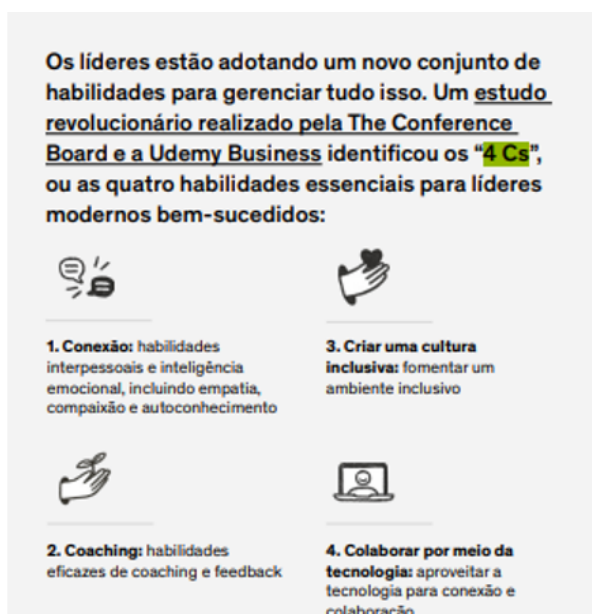 Os líderes estão adotando um novo conjunto de
habilidades para gerenciar tudo isso. Um estudo
revolucionário realizado pela The Conference
Board e a Udemy Business identificou os “4 Cs”,
ou as quatro habilidades essenciais para líderes
modernos bem-sucedidos:
1. Conexão: habilidades
interpessoais e inteligência
emocional, incluindo empatia,
compaixão e autoconhecimento
2. Coaching: habilidades
eficazes de coaching e feedback
3. Criar uma cultura
inclusiva: fomentar um
ambiente inclusivo
4. Colaborar por meio da
tecnologia: aproveitar a
tecnologia para conexão e
colaboração